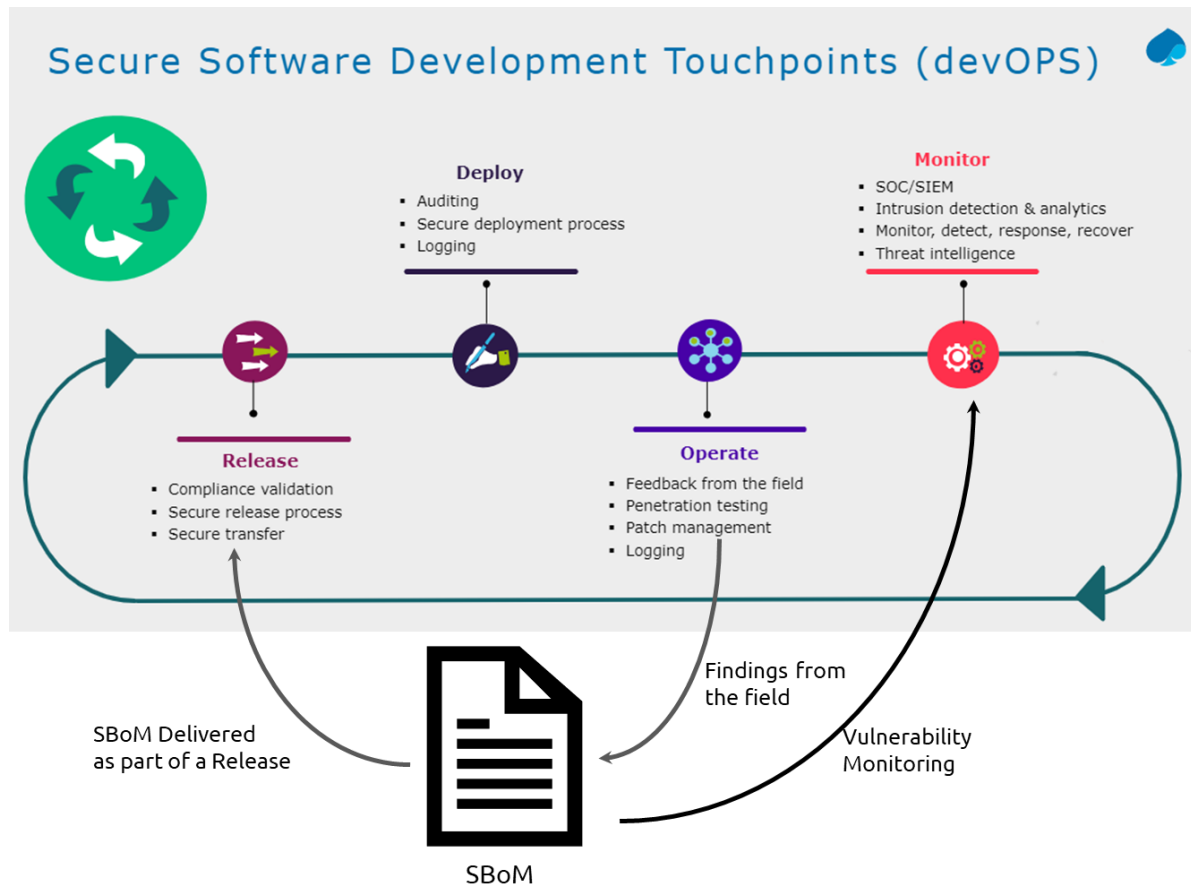 Secure Software Development Touchpoints (devOPS)
Deploy
▪ Auditing
▪ Secure deployment process
▪ Logging
Monitor
▪ SOC/SIEM
▪ Intrusion detection & analytics
▪ Monitor, detect, response, recover
▪ Threat intelligence
Release
▪ Compliance validation
▪ Secure release process
▪ Secure transfer
Operate
▪ Feedback from the field
▪ Penetration testing
▪ Patch management
▪ Logging
SBoM Delivered
as part of a Release
Findings from
the field
Vulnerability
Monitoring
SBoM